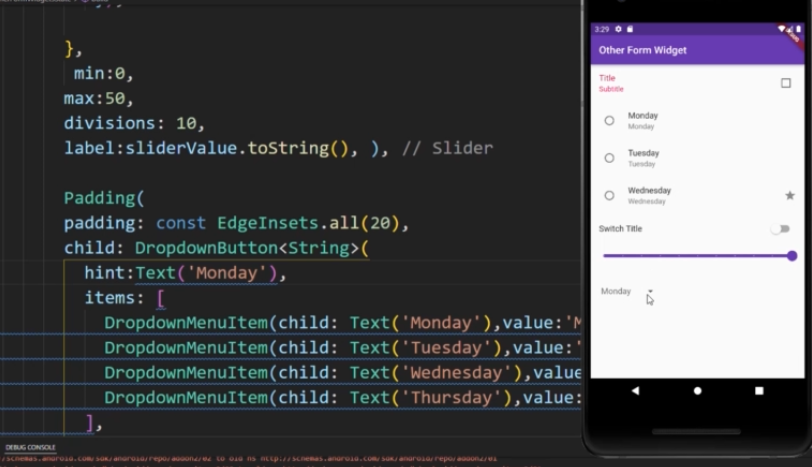 },
min:0,
max:50,
divisions: 10,
label:sliderValue.toString(), ), // Slider
Padding(
padding: const EdgeInsets.all(20),
child: DropdownButton<String>(
hint:Text('Monday'),
items: [
DropdownMenuItem(child: Text('Monday'),value:'M
DropdownMenuItem(child: Text('Tuesday'),value:'
DropdownMenuItem(child: Text('Wednesday'),value
DropdownMenuItem(child: Text('Thursday'),value:
],
DEBUG CONSOLE
3:29
Other Form Widget
Title
Subtitle
Monday
Monday
Tuesday
Tuesday
Wednesday
Wednesday
Switch Title
Monday